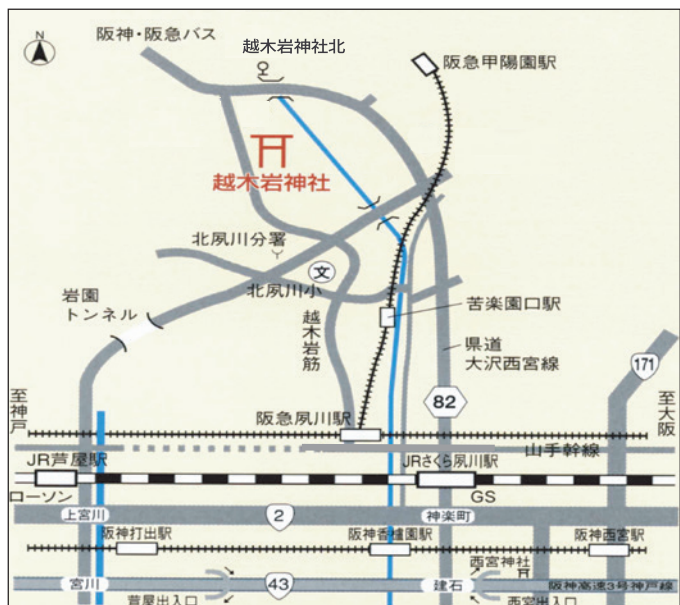 N
阪神・阪急バス
越木岩神社北
阪急甲陽園駅
越木岩神社
北夙川分署
文
北夙川小
岩園
トンネル
越木岩筋
苦楽園口駅
県道
大沢西宮線
171
82
至神戸
至大阪
阪急夙川駅
山手幹線
JR芦屋駅
JRさくら夙川駅
ローソン
GS
上宮川
2
神楽町
阪神打出駅
阪神香櫨園駅
阪神西宮駅
西宮神社
宮川
43
建石
阪神高速3号神戸線
芦屋出入口
西宮出入口